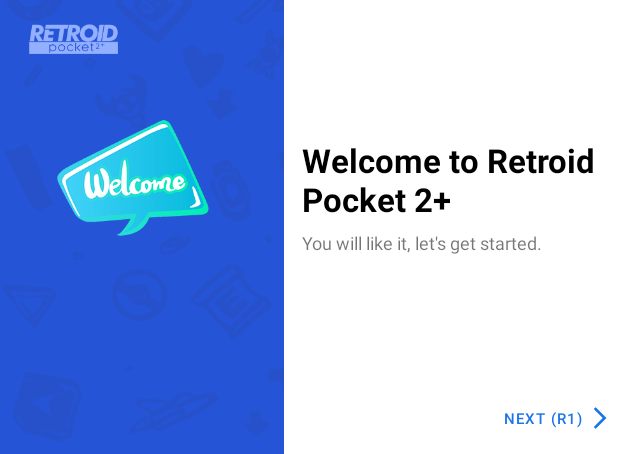 RETROID
pocket 2+
Welcome
Welcome to Retroid
Pocket 2+
You will like it, let's get started.
NEXT (R1)